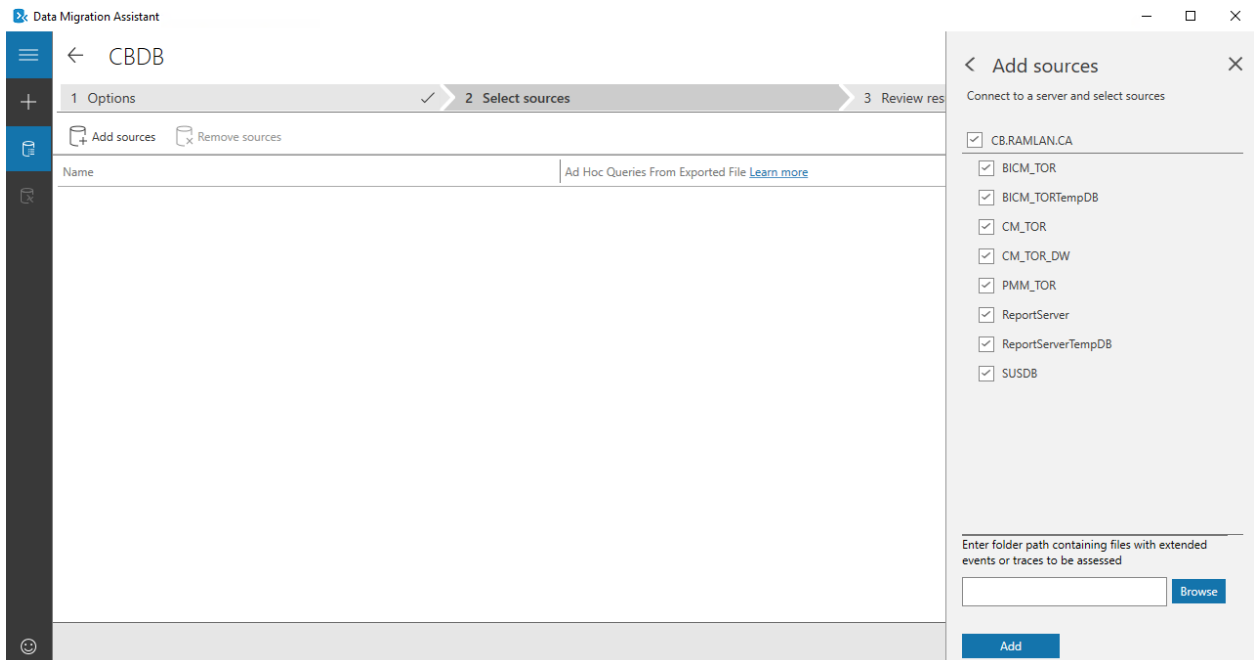 Data Migration Assistant
CBDB
1 Options
2 Select sources
3 Review res
Add sources
Remove sources
Name
Ad Hoc Queries From Exported File Learn more
Add sources
Connect to a server and select sources
CB.RAMLAN.CA
BICM_TOR
BICM_TORTempDB
CM_TOR
CM_TOR_DW
PMM_TOR
ReportServer
ReportServerTempDB
SUSDB
Enter folder path containing files with extended
events or traces to be assessed
Browse
Add